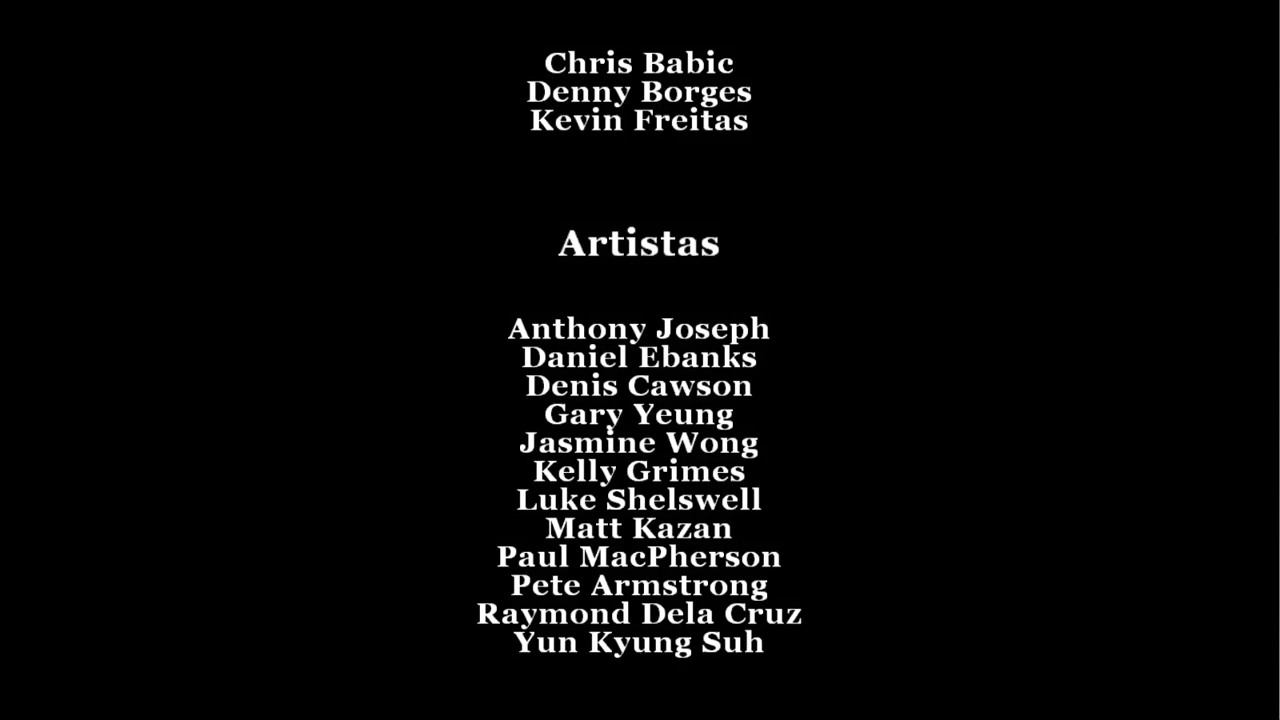 Chris Babic
Denny Borges
Kevin Freitas
Artistas
Anthony Joseph
Daniel Ebanks
Denis Cawson
Gary Yeung
Jasmine Wong
Kelly Grimes
Luke Shelswell
Matt Kazan
Paul MacPherson
Pete Armstrong
Raymond Dela Cruz
Yun Kyung Suh